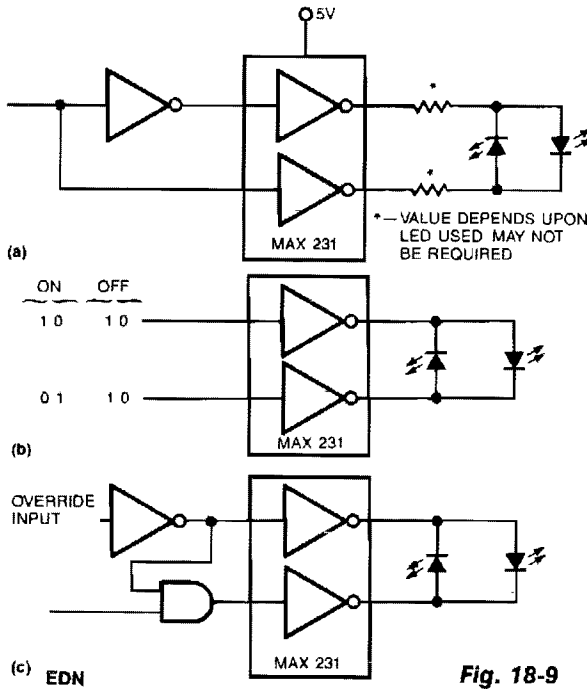 5V
*
*
MAX 231
*—VALUE DEPENDS UPON
LED USED MAY NOT
BE REQUIRED
(a)
ON OFF
1 0 1 0
0 1 1 0
MAX 231
(b)
OVERRIDE
INPUT
MAX 231
(c) EDN
Fig. 18-9